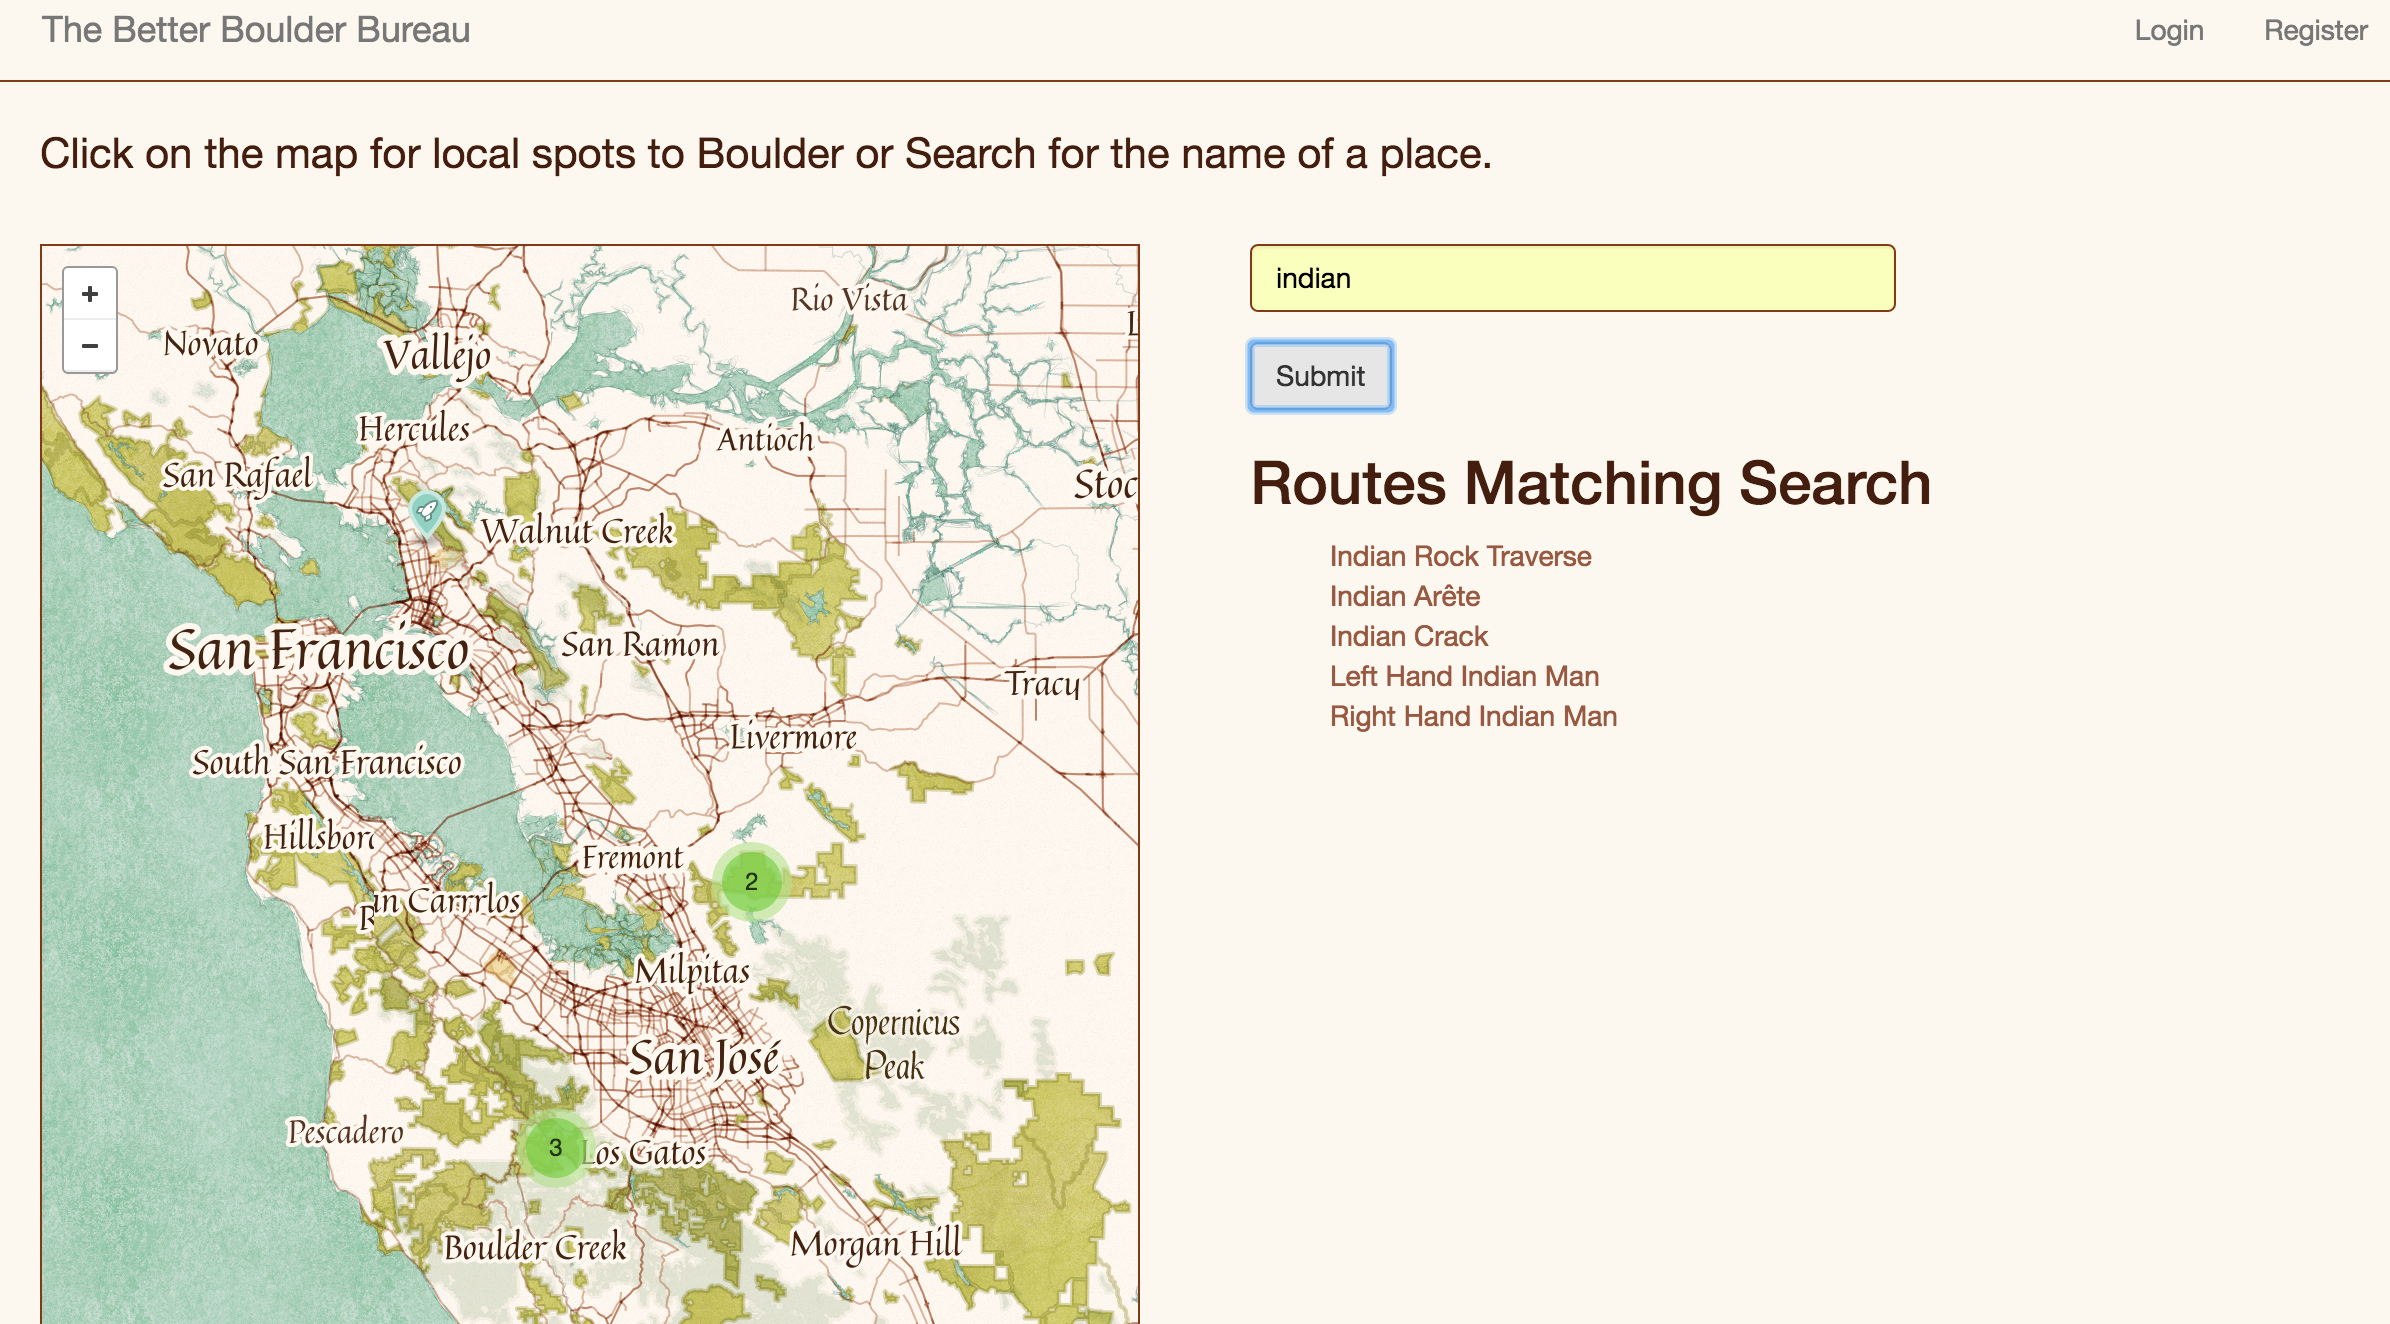 The Better Boulder Bureau
Login
Register
Click on the map for local spots to Boulder or Search for the name of a place.
+
−
Rio Vista
Novato
Vallejo
Hercules
Antioch
San Rafael
Stoc
Walnut Creek
San Francisco
San Ramon
Tracy
Livermore
South San Francisco
Hillsbor
Fremont
2
R
in Carrrlos
Milpitas
Copernicus
Peak
San José
Pescadero
3
Los Gatos
Boulder Creek
Morgan Hill
indian
Submit
Routes Matching Search
Indian Rock Traverse
Indian Arête
Indian Crack
Left Hand Indian Man
Right Hand Indian Man